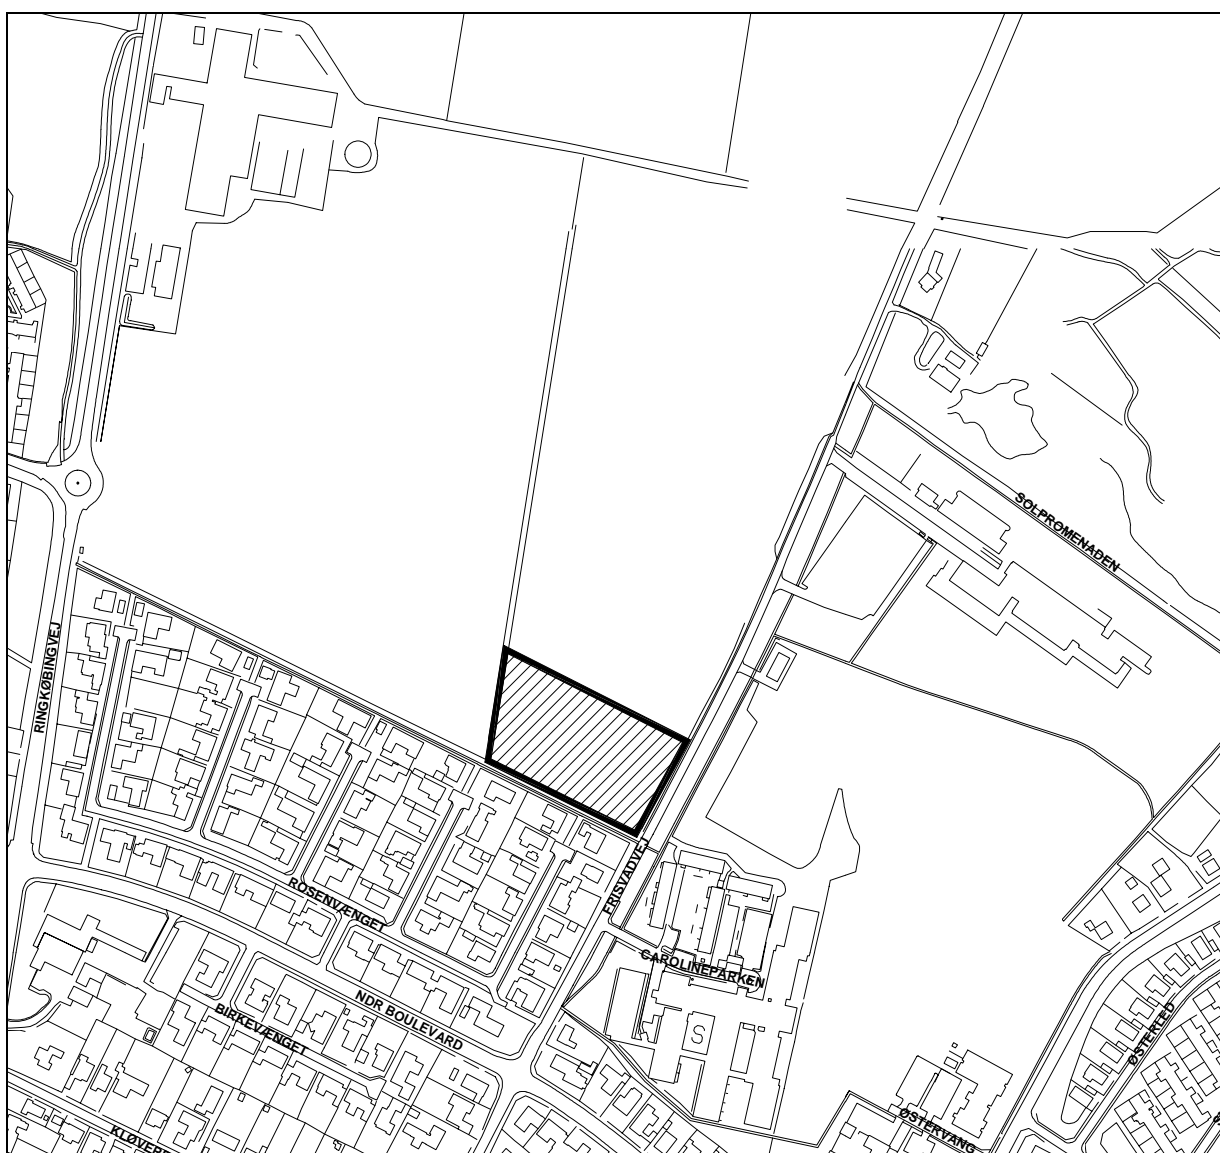 SOLPROMENADEN
RINGKØBINGVEJ
FRISVADVEJ
ROSENVÆNGET
CAROLINEPARKEN
NDR BOULEVARD
BIRKEVÆNGET
S
ØSTERLED
ØSTERVANG